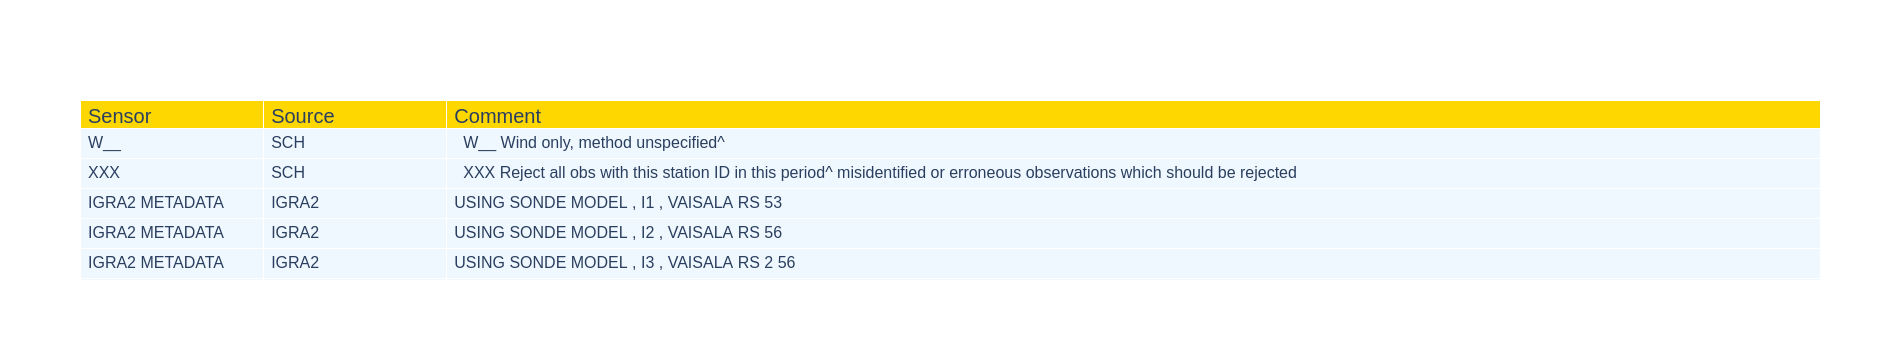 Sensor Source Comment
W__ SCH W__ Wind only, method unspecified^
XXX SCH XXX Reject all obs with this station ID in this period^ misidentified or erroneous observations which should be rejected
IGRA2 METADATA IGRA2 USING SONDE MODEL , I1 , VAISALA RS 53
IGRA2 METADATA IGRA2 USING SONDE MODEL , I2 , VAISALA RS 56
IGRA2 METADATA IGRA2 USING SONDE MODEL , I3 , VAISALA RS 2 56